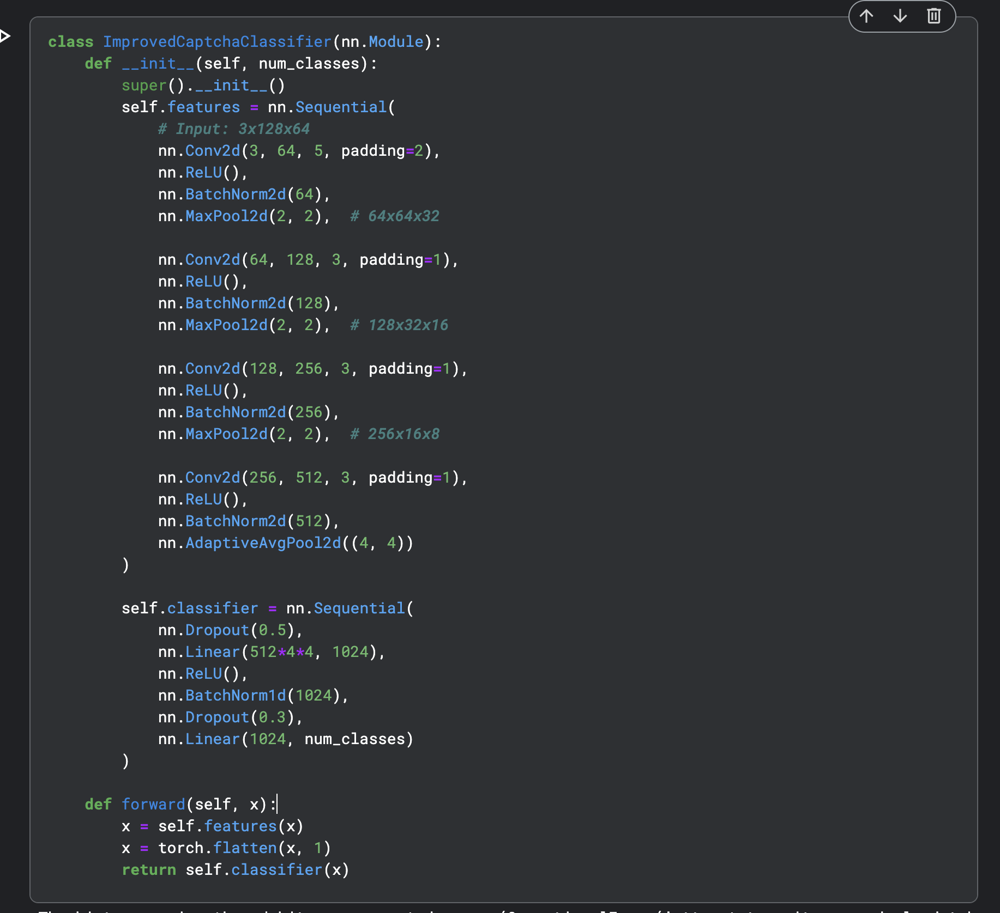 class ImprovedCaptchaClassifier(nn.Module):
    def __init__(self, num_classes):
        super().__init__()
        self.features = nn.Sequential(
            # Input: 3x128x64
            nn.Conv2d(3, 64, 5, padding=2),
            nn.ReLU(),
            nn.BatchNorm2d(64),
            nn.MaxPool2d(2, 2),  # 64x64x32

            nn.Conv2d(64, 128, 3, padding=1),
            nn.ReLU(),
            nn.BatchNorm2d(128),
            nn.MaxPool2d(2, 2),  # 128x32x16

            nn.Conv2d(128, 256, 3, padding=1),
            nn.ReLU(),
            nn.BatchNorm2d(256),
            nn.MaxPool2d(2, 2),  # 256x16x8

            nn.Conv2d(256, 512, 3, padding=1),
            nn.ReLU(),
            nn.BatchNorm2d(512),
            nn.AdaptiveAvgPool2d((4, 4))
        )

        self.classifier = nn.Sequential(
            nn.Dropout(0.5),
            nn.Linear(512*4*4, 1024),
            nn.ReLU(),
            nn.BatchNorm1d(1024),
            nn.Dropout(0.3),
            nn.Linear(1024, num_classes)
        )

    def forward(self, x):
        x = self.features(x)
        x = torch.flatten(x, 1)
        return self.classifier(x)